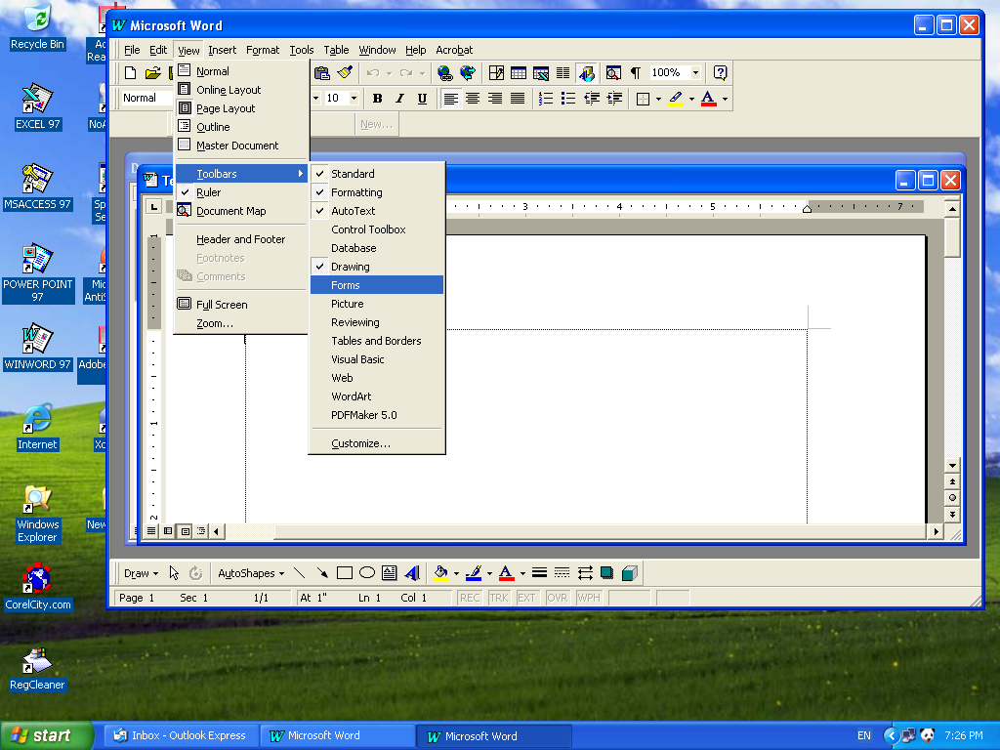 Recycle Bin
EXCEL 97
MSACCESS 97
POWER POINT
97
WINWORD 97
Internet
Windows
Explorer
CorelCity.com
RegCleaner
Microsoft Word
File Edit View Insert Format Tools Table Window Help Acrobat
100%
Normal
10 B I U
New...
Normal
Online Layout
Page Layout
Outline
Master Document
Toolbars
Ruler
Document Map
Header and Footer
Footnotes
Comments
Full Screen
Zoom...
Standard
Formatting
AutoText
Control Toolbox
Database
Drawing
Forms
Picture
Reviewing
Tables and Borders
Visual Basic
Web
WordArt
PDFMaker 5.0
Customize...
3 4 5 7
1
2
Draw AutoShapes
Page 1 Sec 1 1/1 At 1" Ln 1 Col 1 REC TRK EXT OVR WPH
start Inbox - Outlook Express Microsoft Word Microsoft Word EN 7:26 PM